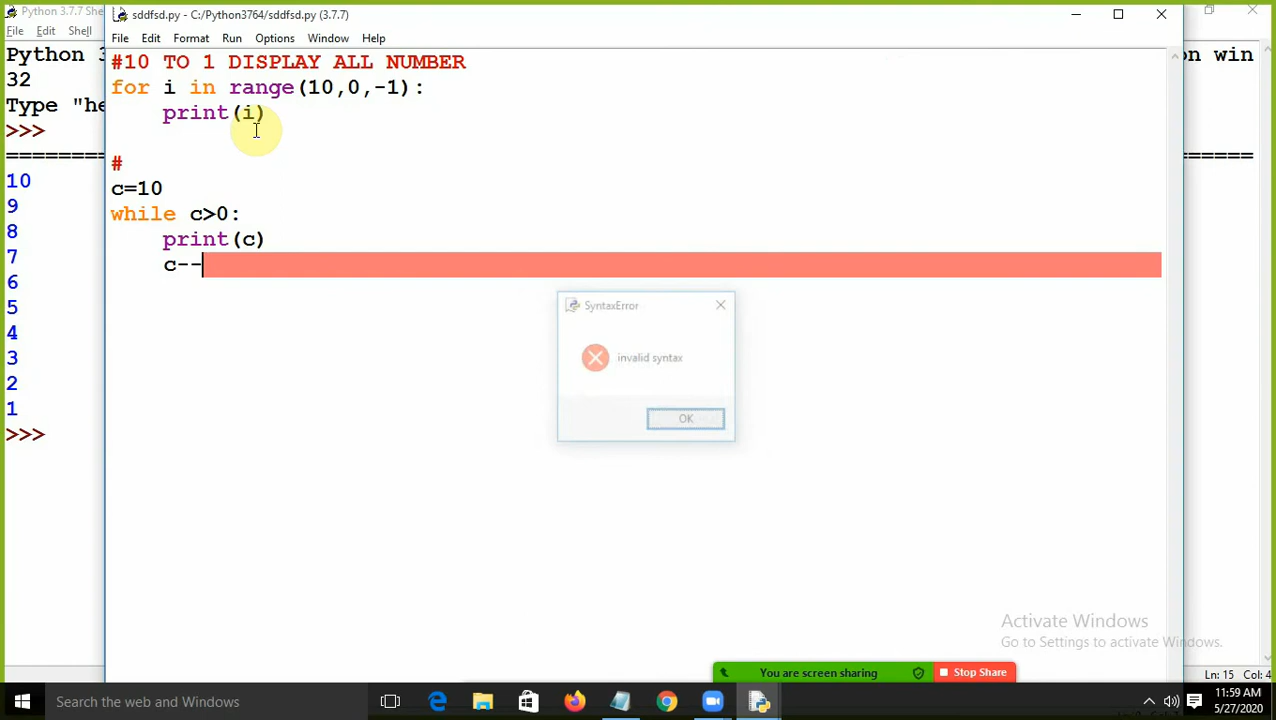 Python 3.7.7 She
sddfsd.py - C:/Python3764/sddfsd.py (3.7.7)
File Edit Shell
File Edit Format Run Options Window Help
Python 3
on win
32
Type "he
>>>
10
9
8
7
6
5
4
3
2
1
>>>
#10 TO 1 DISPLAY ALL NUMBER
for i in range(10,0,-1):
print(i)
#
c=10
while c>0:
print(c)
c--
SyntaxError
invalid syntax
OK
Activate Windows
Go to Settings to activate Windows.
You are screen sharing
Stop Share
Ln: 15 Col: 4
Search the web and Windows
11:59 AM
5/27/2020